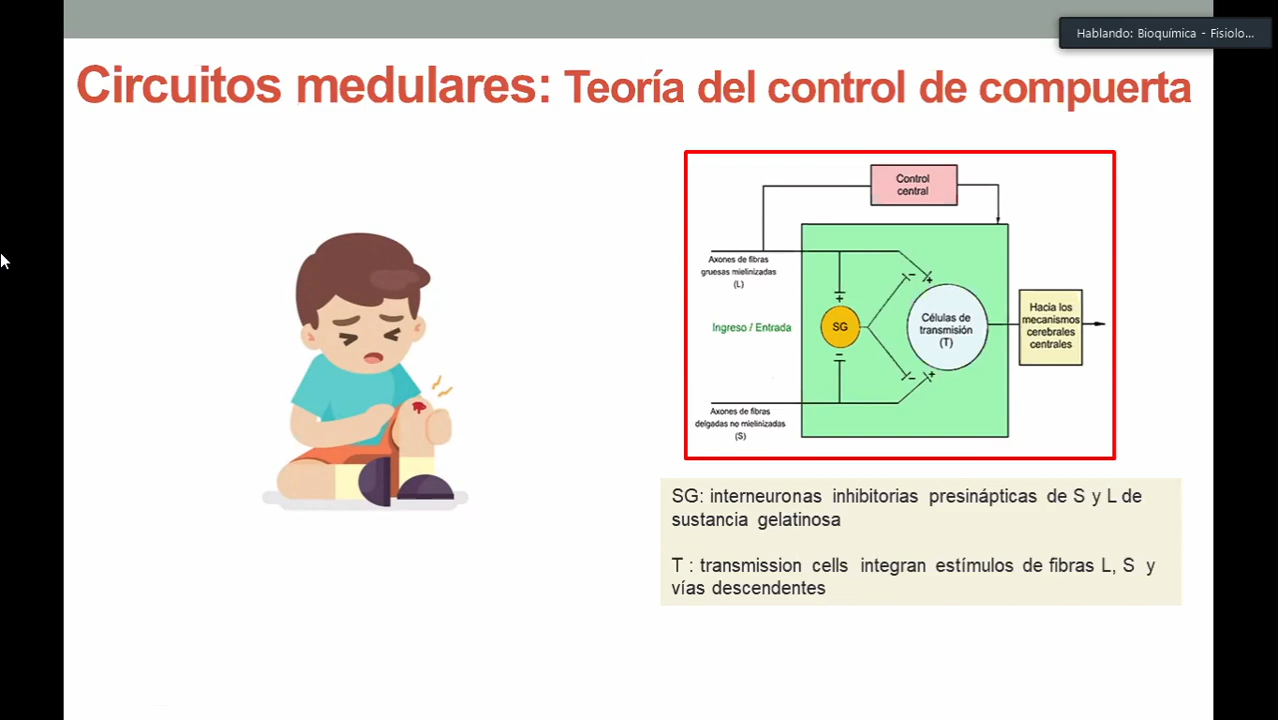 Hablando: Bioquímica - Fisiolo...
Circuitos medulares: Teoría del control de compuerta
Control
central
Axones de fibras
gruesas mielinizadas
(L)
Ingreso / Entrada
+
SG
−
−
+
Células de
transmisión
(T)
−
+
Hacia los
mecanismos
cerebrales
centrales
Axones de fibras
delgadas no mielinizadas
(S)
SG: interneuronas inhibitorias presinápticas de S y L de
sustancia gelatinosa
T : transmission cells integran estímulos de fibras L, S y
vías descendentes